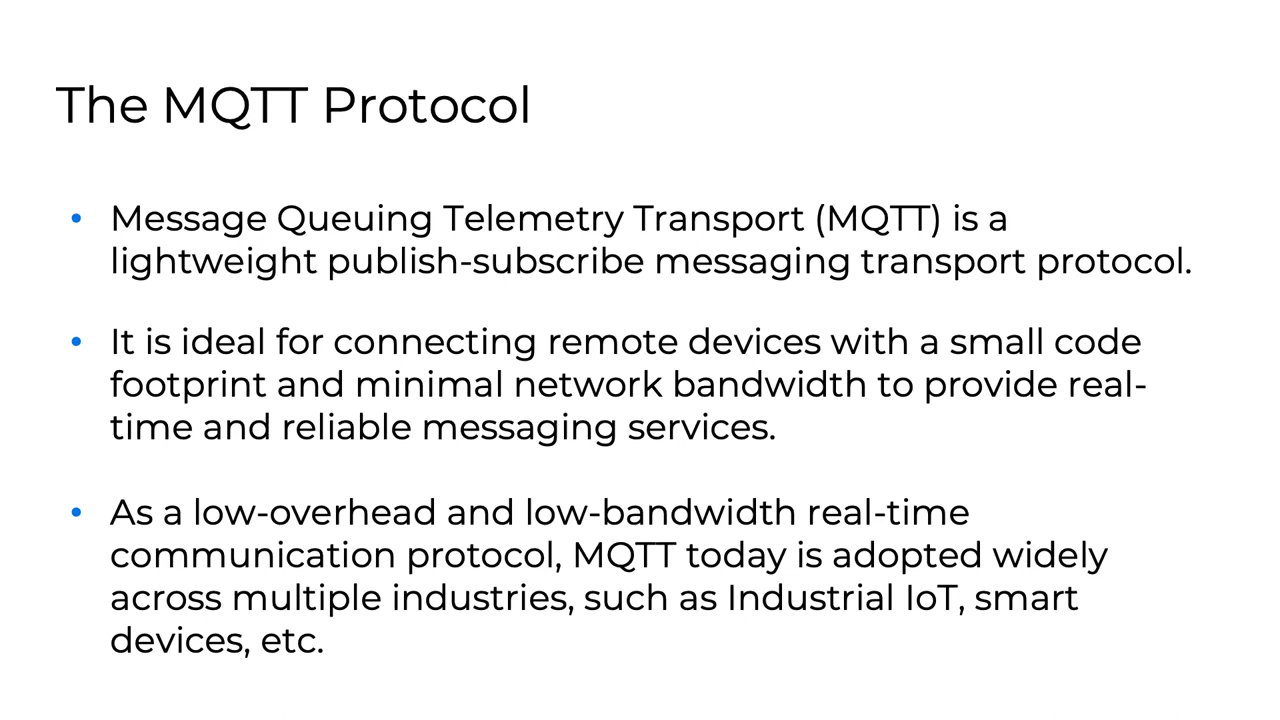 The MQTT Protocol
• Message Queuing Telemetry Transport (MQTT) is a
lightweight publish-subscribe messaging transport protocol.
• It is ideal for connecting remote devices with a small code
footprint and minimal network bandwidth to provide real-
time and reliable messaging services.
• As a low-overhead and low-bandwidth real-time
communication protocol, MQTT today is adopted widely
across multiple industries, such as Industrial IoT, smart
devices, etc.